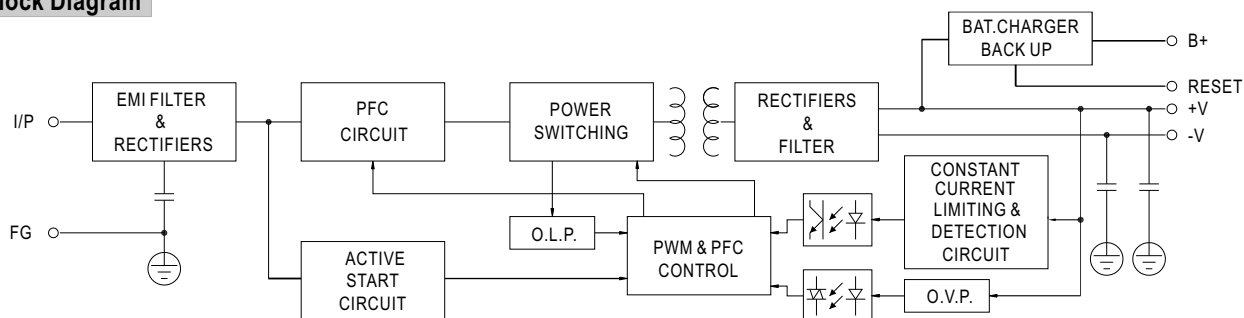 Block Diagram
BAT.CHARGER
BACK UP
B+
RESET
+V
-V
I/P
EMI FILTER
&
RECTIFIERS
PFC
CIRCUIT
POWER
SWITCHING
RECTIFIERS
&
FILTER
FG
O.L.P.
PWM & PFC
CONTROL
CONSTANT
CURRENT
LIMITING &
DETECTION
CIRCUIT
ACTIVE
START
CIRCUIT
O.V.P.